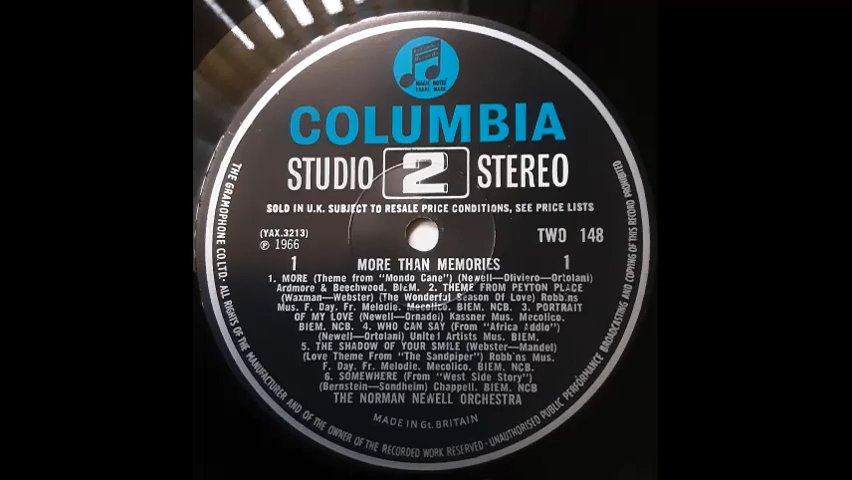 MAGIC NOTES
TRADE MARK
COLUMBIA
STUDIO 2 STEREO
SOLD IN U.K. SUBJECT TO RESALE PRICE CONDITIONS, SEE PRICE LISTS
(YAX.3213)
℗ 1966
TWO 148
1 MORE THAN MEMORIES 1
1. MORE (Theme from "Mondo Cane") (Newell—Oliviero—Ortolani)
Ardmore & Beechwood. BIEM. 2. THEME FROM PEYTON PLACE
(Waxman—Webster) (The Wonderful Season Of Love) Robbins
Mus. F. Day. Fr. Melodie. Mecolico. BIEM. NCB. 3. PORTRAIT
OF MY LOVE (Newell—Ornadel) Kassner Mus. Mecolico.
BIEM. NCB. 4. WHO CAN SAY (From "Africa Addio")
(Newell—Ortolani) United Artists Mus. BIEM.
5. THE SHADOW OF YOUR SMILE (Webster—Mandel)
(Love Theme From "The Sandpiper") Robbins Mus.
F. Day. Fr. Melodie. Mecolico. BIEM. NCB.
6. SOMEWHERE (From "West Side Story")
(Bernstein—Sondheim) Chappell. BIEM. NCB
THE NORMAN NEWELL ORCHESTRA
MADE IN Gt. BRITAIN
THE GRAMOPHONE CO. LTD. · ALL RIGHTS OF THE MANUFACTURER AND OF THE OWNER OF THE RECORDED WORK RESERVED · UNAUTHORISED PUBLIC PERFORMANCE BROADCASTING AND COPYING OF THIS RECORD PROHIBITED